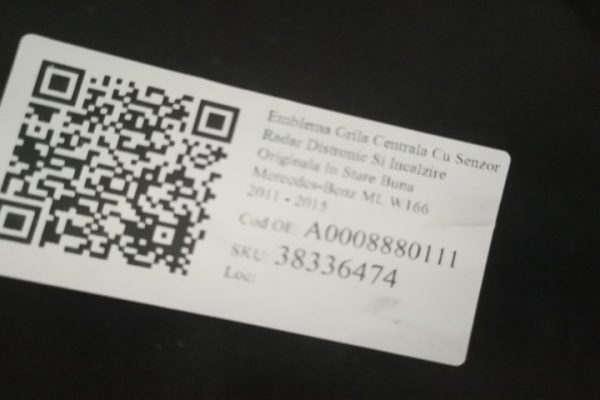 Emblema Grila Centrala Cu Senzor
Radar Distronic Si Incalzire
Originala In Stare Buna
Mercedes-Benz ML W166
2011 - 2015
Cod OE: A0008880111
SKU: 38336474
Loc: